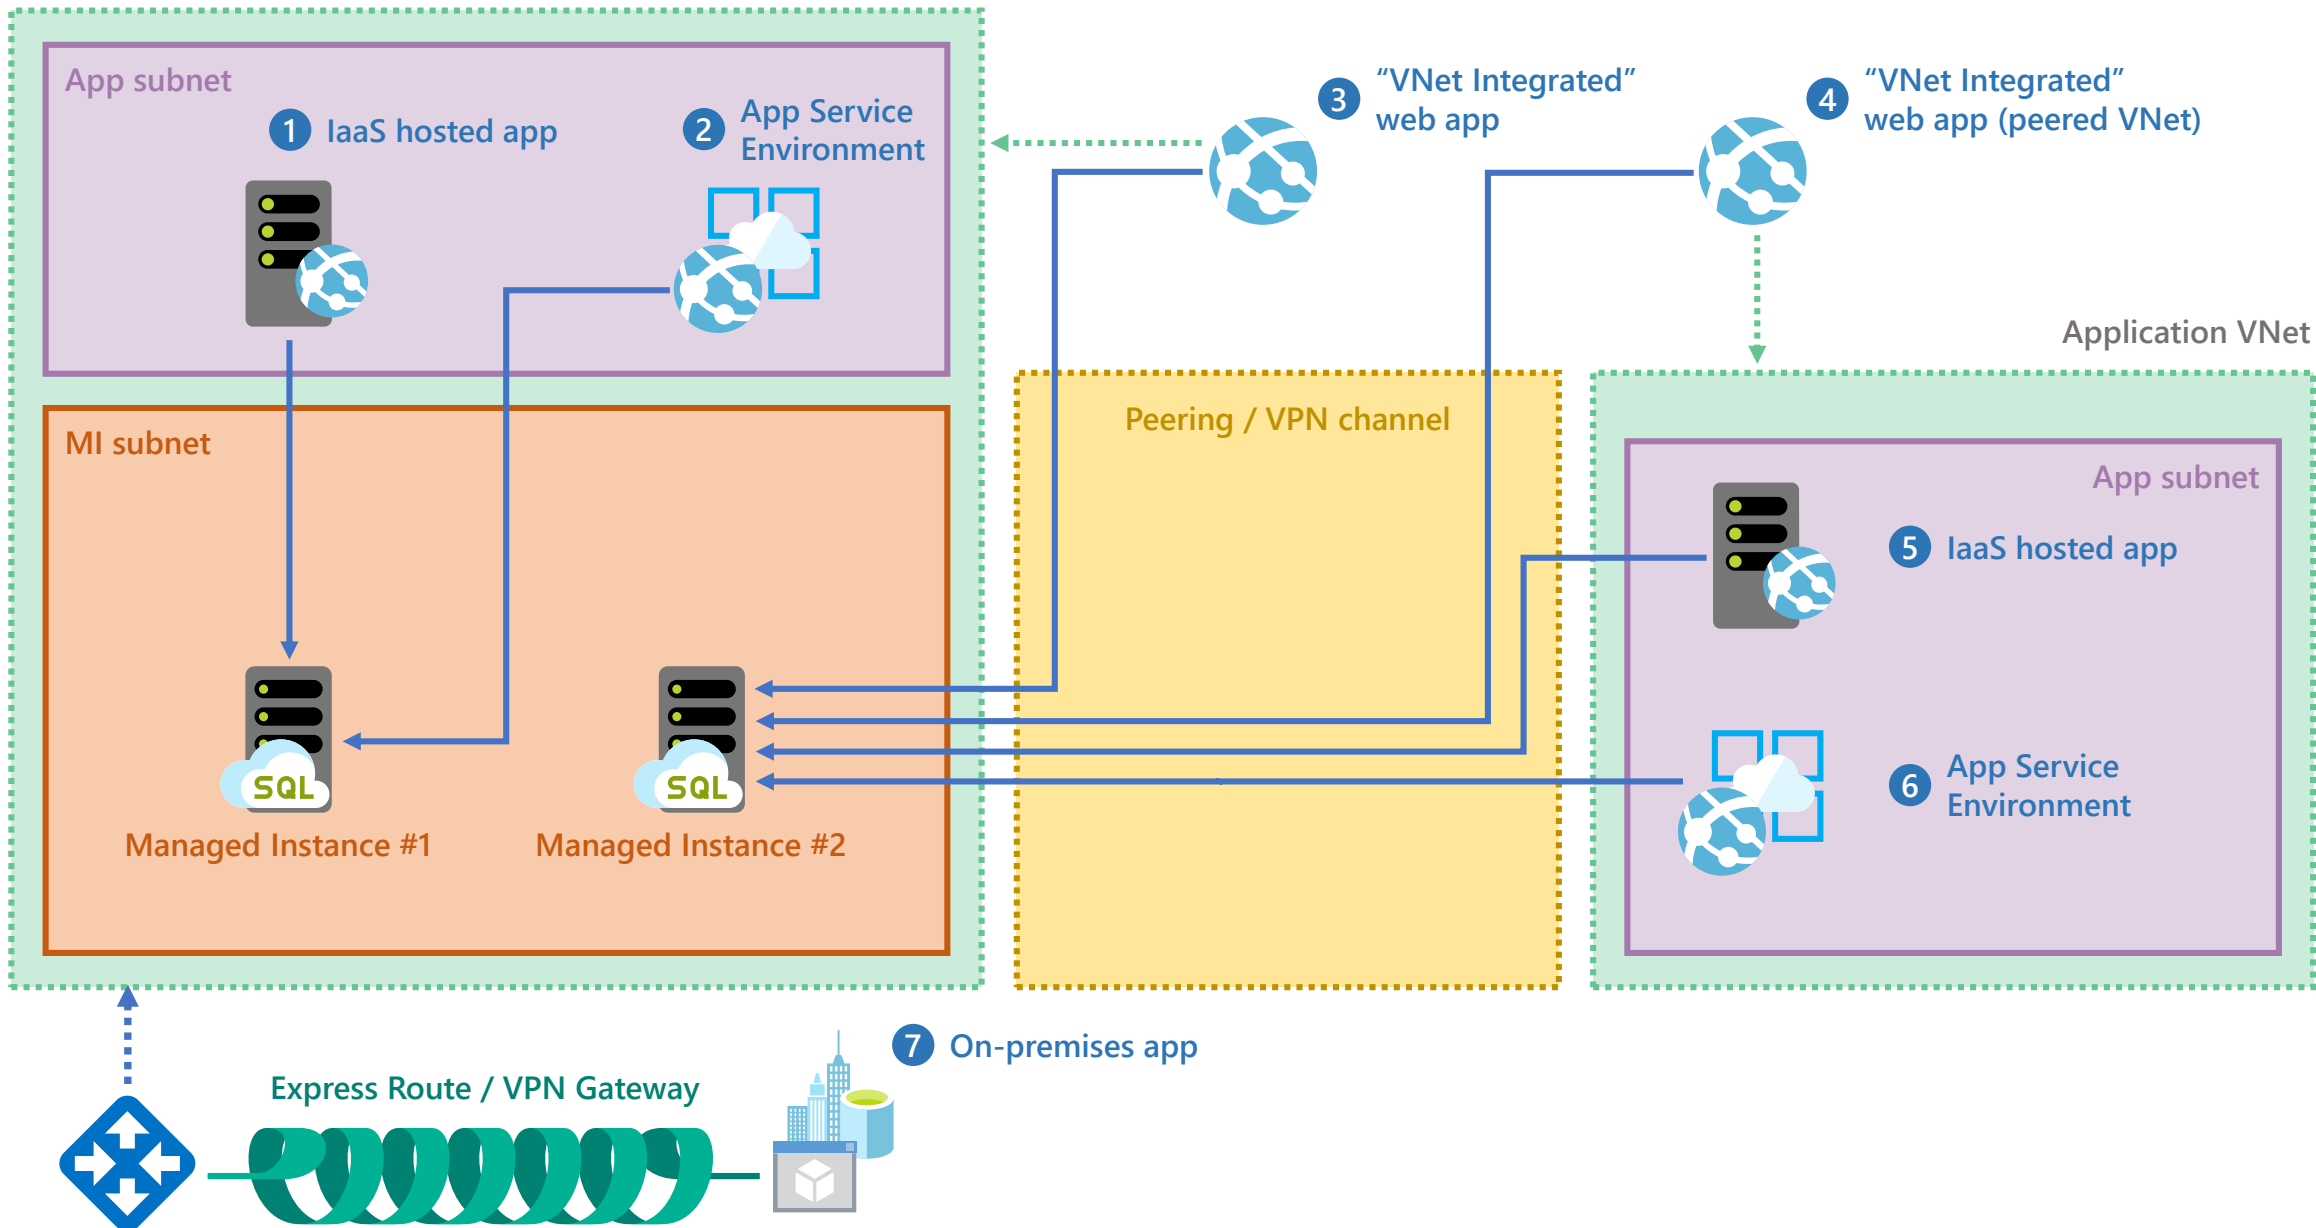 App subnet
1 IaaS hosted app
2 App Service
Environment
3 “VNet Integrated”
web app
4 “VNet Integrated”
web app (peered VNet)
Application VNet
MI subnet
Peering / VPN channel
App subnet
5 IaaS hosted app
SQL
SQL
6 App Service
Environment
Managed Instance #1
Managed Instance #2
7 On-premises app
Express Route / VPN Gateway